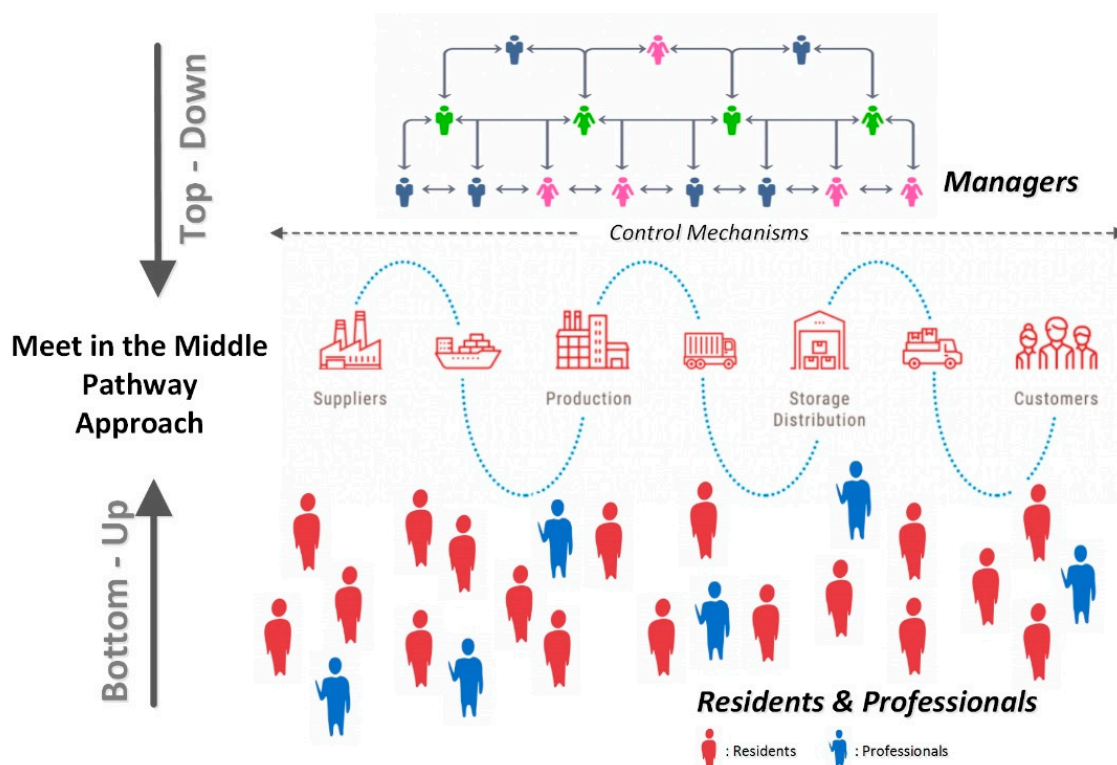 Top - Down
Managers
Control Mechanisms
Meet in the Middle
Pathway
Approach
Suppliers
Production
Storage
Distribution
Customers
Bottom - Up
Residents & Professionals
: Residents
: Professionals